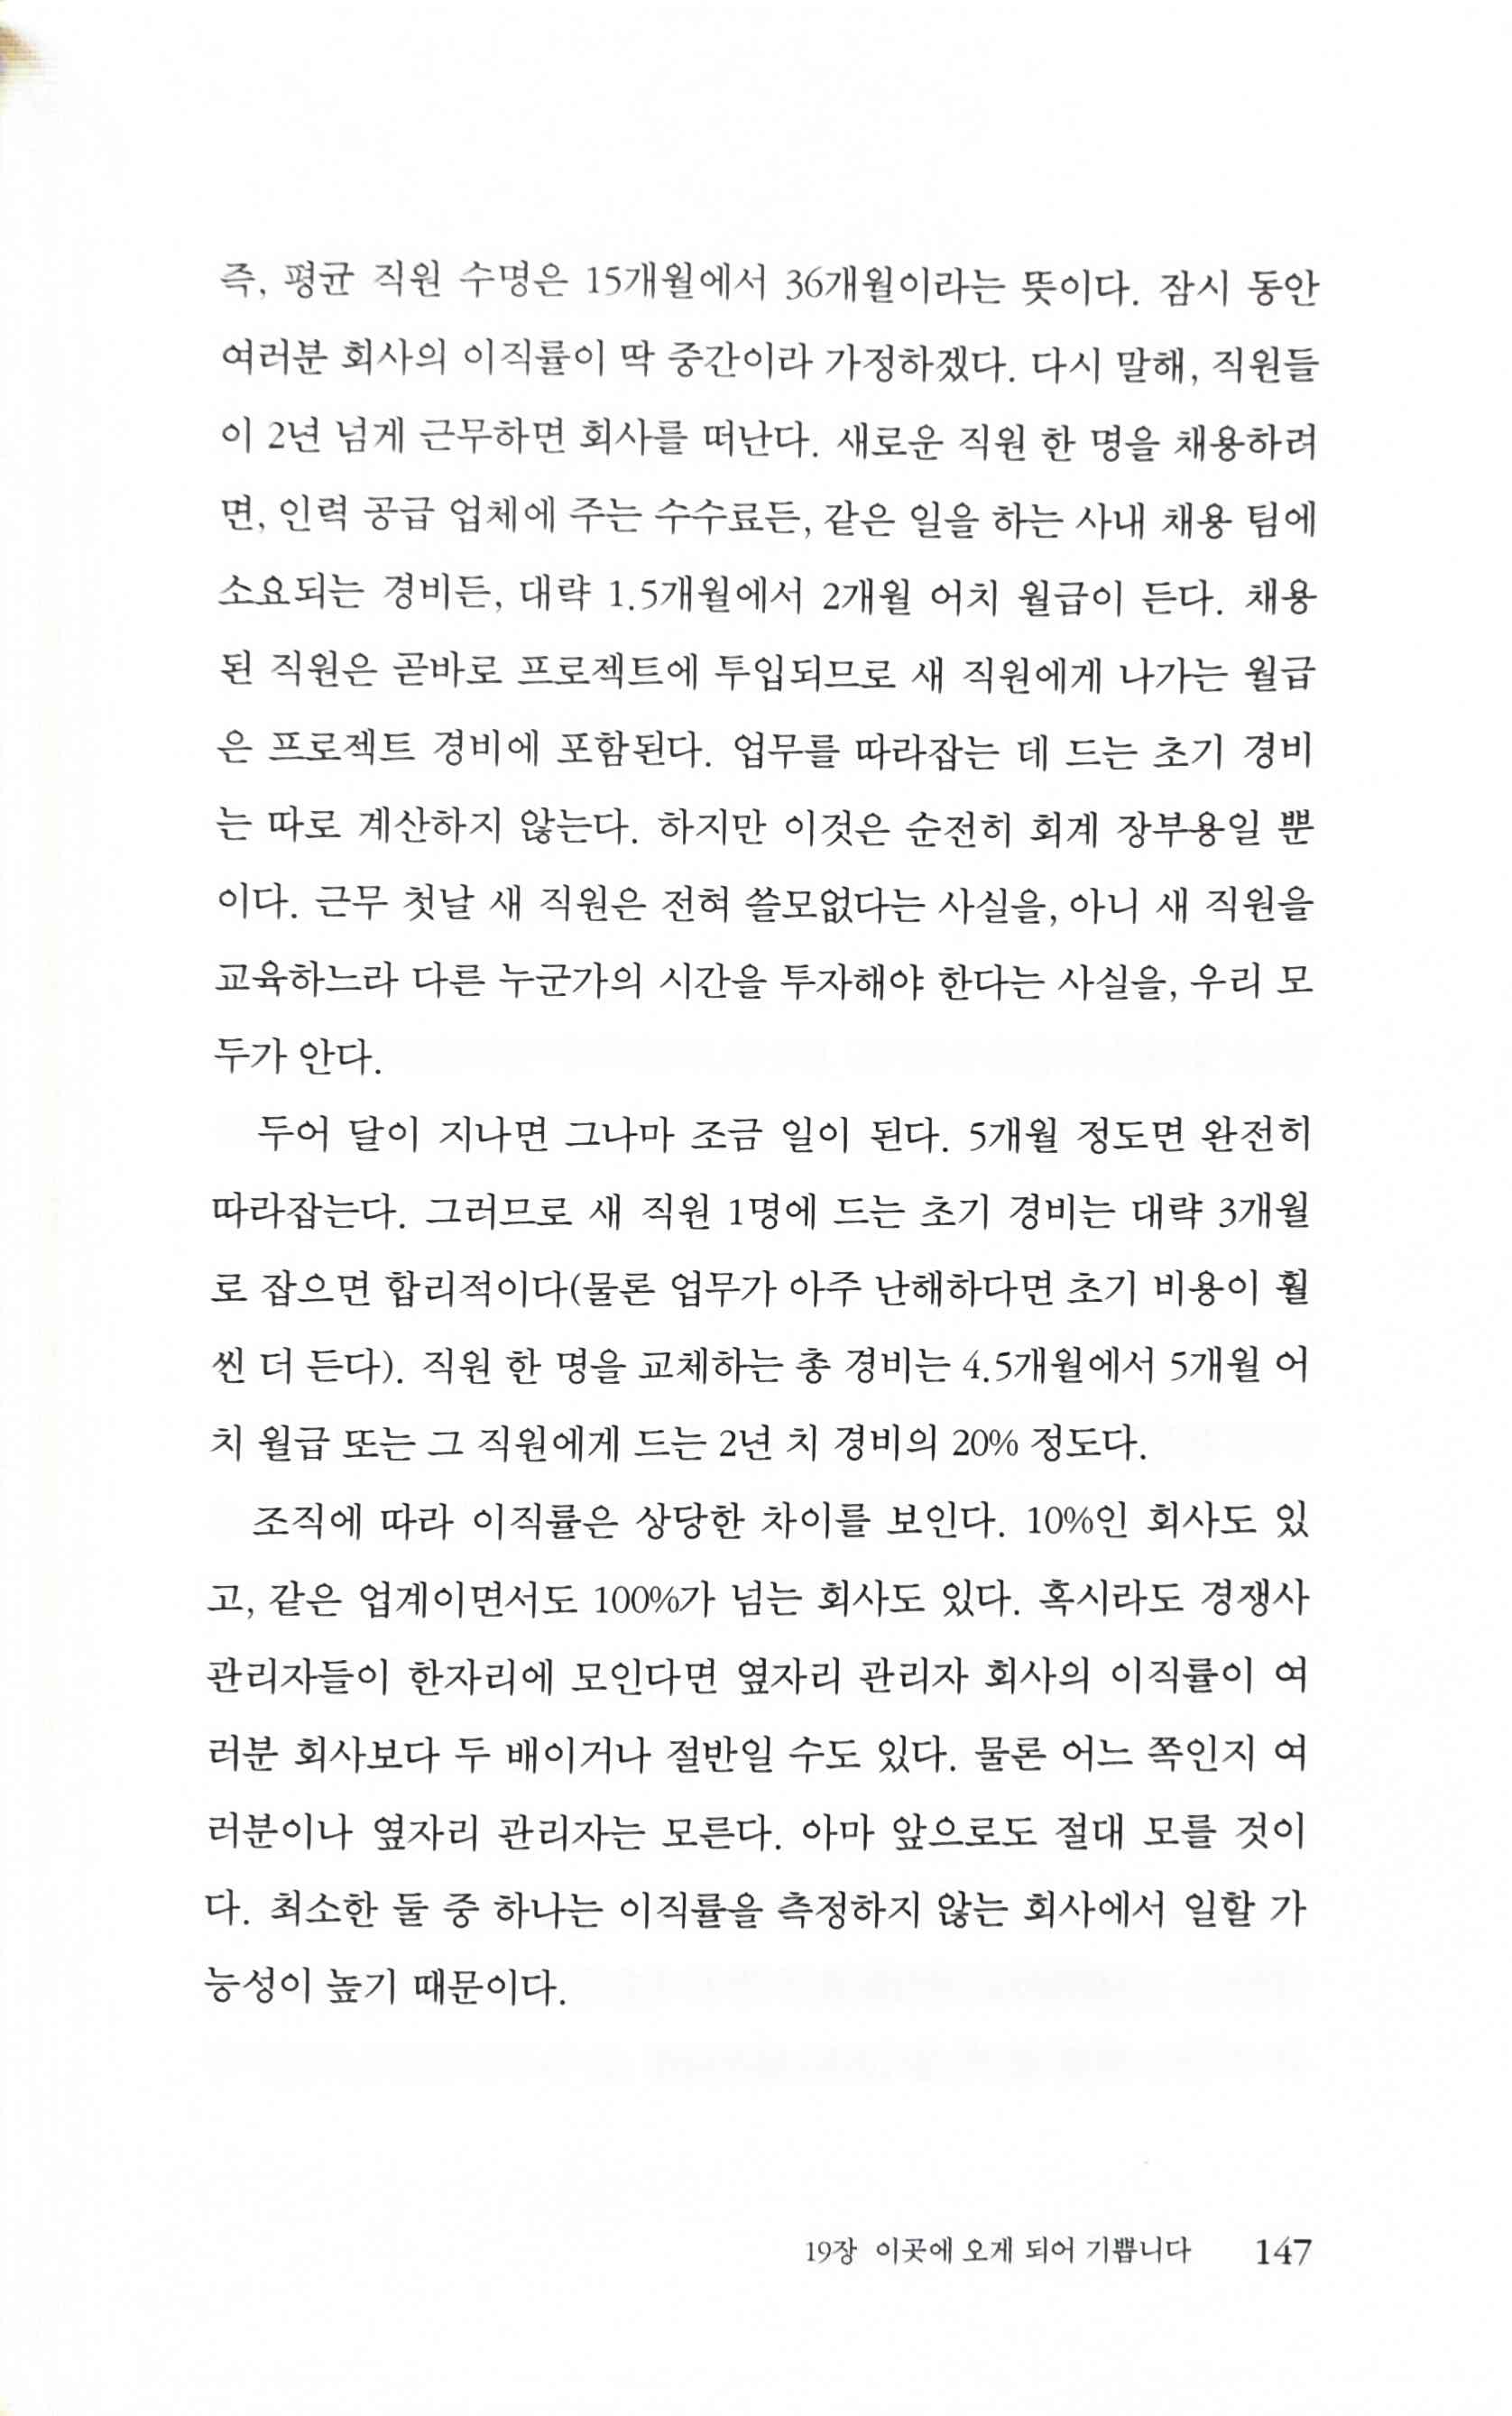 즉, 평균 직원 수명은 15개월에서 36개월이라는 뜻이다. 잠시 동안
여러분 회사의 이직률이 딱 중간이라 가정하겠다. 다시 말해, 직원들
이 2년 넘게 근무하면 회사를 떠난다. 새로운 직원 한 명을 채용하려
면, 인력 공급 업체에 주는 수수료든, 같은 일을 하는 사내 채용 팀에
소요되는 경비든, 대략 1.5개월에서 2개월 어치 월급이 든다. 채용
된 직원은 곧바로 프로젝트에 투입되므로 새 직원에게 나가는 월급
은 프로젝트 경비에 포함된다. 업무를 따라잡는 데 드는 초기 경비
는 따로 계산하지 않는다. 하지만 이것은 순전히 회계 장부용일 뿐
이다. 근무 첫날 새 직원은 전혀 쓸모없다는 사실을, 아니 새 직원을
교육하느라 다른 누군가의 시간을 투자해야 한다는 사실을, 우리 모
두가 안다.
두어 달이 지나면 그나마 조금 일이 된다. 5개월 정도면 완전히
따라잡는다. 그러므로 새 직원 1명에 드는 초기 경비는 대략 3개월
로 잡으면 합리적이다(물론 업무가 아주 난해하다면 초기 비용이 훨
씬 더 든다). 직원 한 명을 교체하는 총 경비는 4.5개월에서 5개월 어
치 월급 또는 그 직원에게 드는 2년 치 경비의 20% 정도다.
조직에 따라 이직률은 상당한 차이를 보인다. 10%인 회사도 있
고, 같은 업계이면서도 100%가 넘는 회사도 있다. 혹시라도 경쟁사
관리자들이 한자리에 모인다면 옆자리 관리자 회사의 이직률이 여
러분 회사보다 두 배이거나 절반일 수도 있다. 물론 어느 쪽인지 여
러분이나 옆자리 관리자는 모른다. 아마 앞으로도 절대 모를 것이
다. 최소한 둘 중 하나는 이직률을 측정하지 않는 회사에서 일할 가
능성이 높기 때문이다.
19장 이곳에 오게 되어 기쁩니다 147